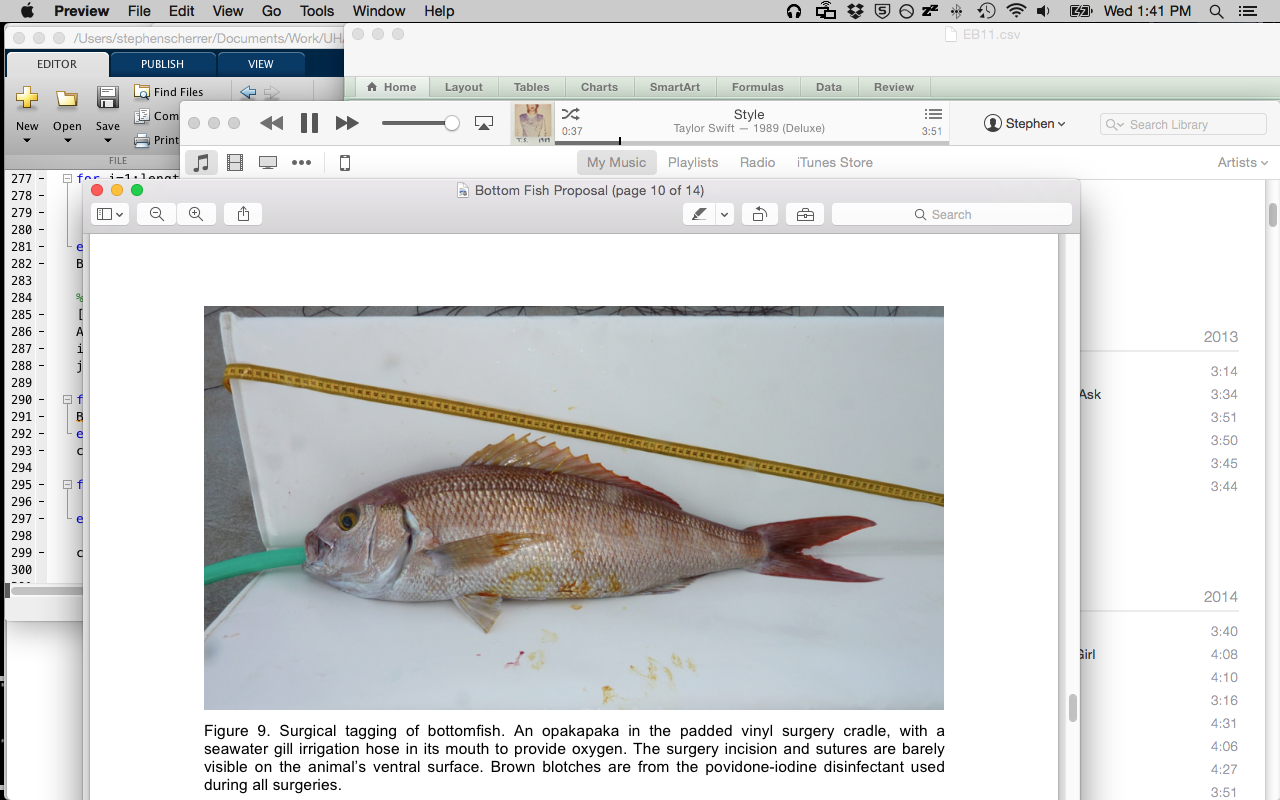 Preview File Edit View Go Tools Window Help
Wed 1:41 PM
/Users/stephenscherrer/Documents/Work/UH/
EB11.csv
EDITOR PUBLISH VIEW
Home Layout Tables Charts SmartArt Formulas Data Review
New Open Save
Find Files
Com
Print
FILE
0:37
Style
Taylor Swift — 1989 (Deluxe)
3:51
Stephen
Search Library
My Music Playlists Radio iTunes Store
Artists
277
278
279
280
281 e
282 B
283
284 %
285 [
286 A
287 i
288 j
289
290 f
291 B
292 e
293 c
294
295 f
296
297 e
298
299 c
300
Bottom Fish Proposal (page 10 of 14)
Search
Figure 9. Surgical tagging of bottomfish. An opakapaka in the padded vinyl surgery cradle, with a
seawater gill irrigation hose in its mouth to provide oxygen. The surgery incision and sutures are barely
visible on the animal's ventral surface. Brown blotches are from the povidone-iodine disinfectant used
during all surgeries.
2013
3:14
Ask 3:34
3:51
3:50
3:45
3:44
2014
3:40
Girl 4:08
4:10
3:16
4:31
4:06
4:27
3:51